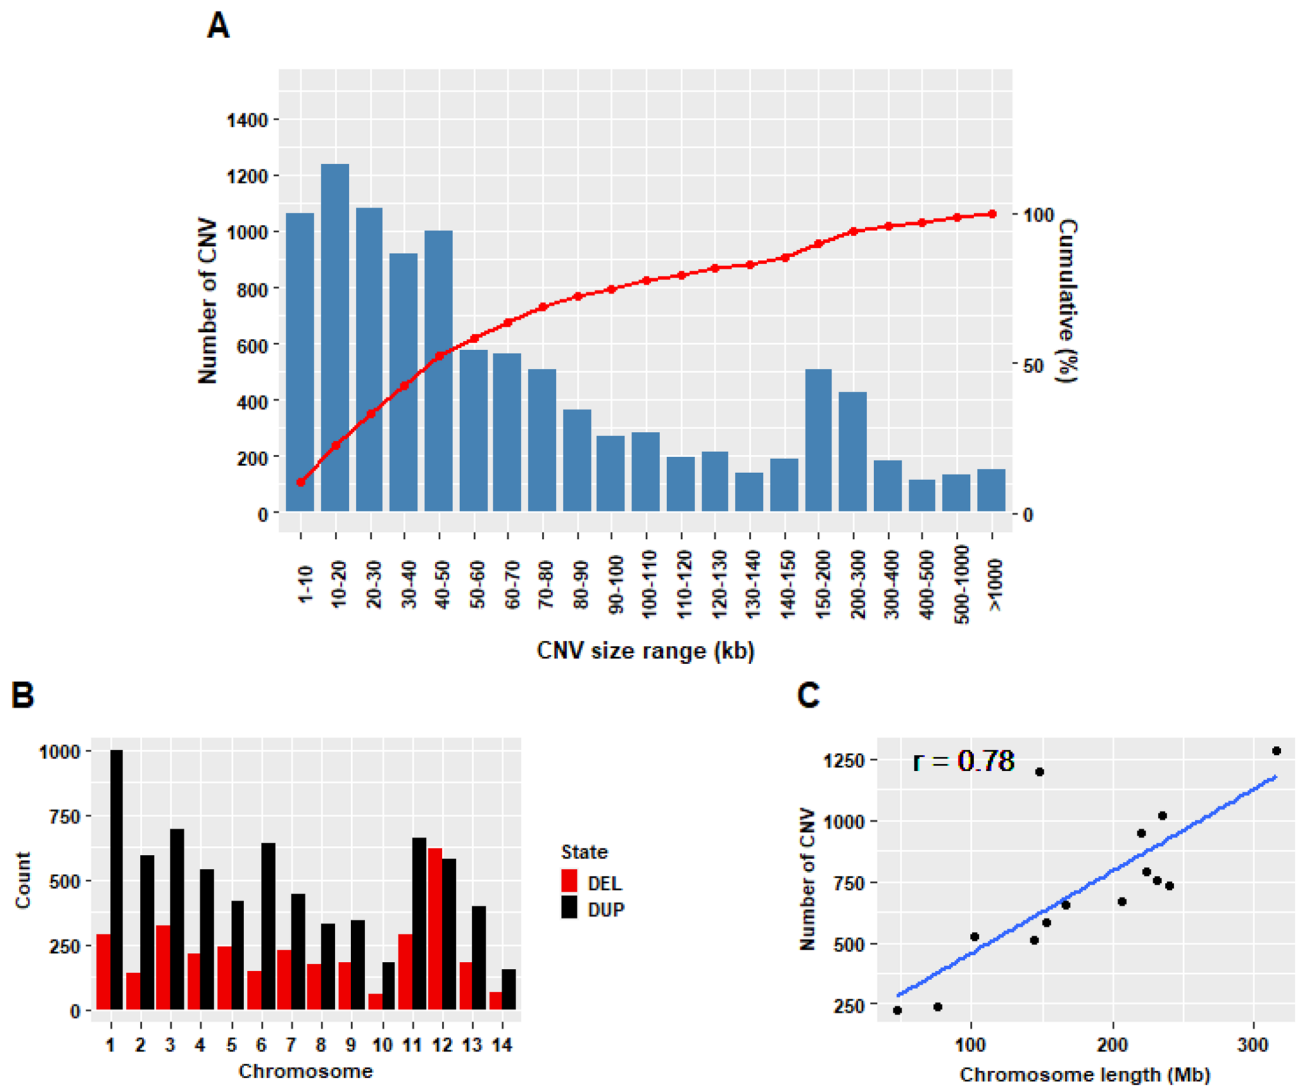 A
Number of CNV
1400
1200
1000
800
600
400
200
0
100
50
0
Cumulative (%)
1-10
10-20
20-30
30-40
40-50
50-60
60-70
70-80
80-90
90-100
100-110
110-120
120-130
130-140
140-150
150-200
200-300
300-400
400-500
500-1000
>1000
CNV size range (kb)
B
Count
1000
750
500
250
0
1 2 3 4 5 6 7 8 9 10 11 12 13 14
Chromosome
State
DEL
DUP
C
Number of CNV
1250
1000
750
500
250
r = 0.78
100 200 300
Chromosome length (Mb)